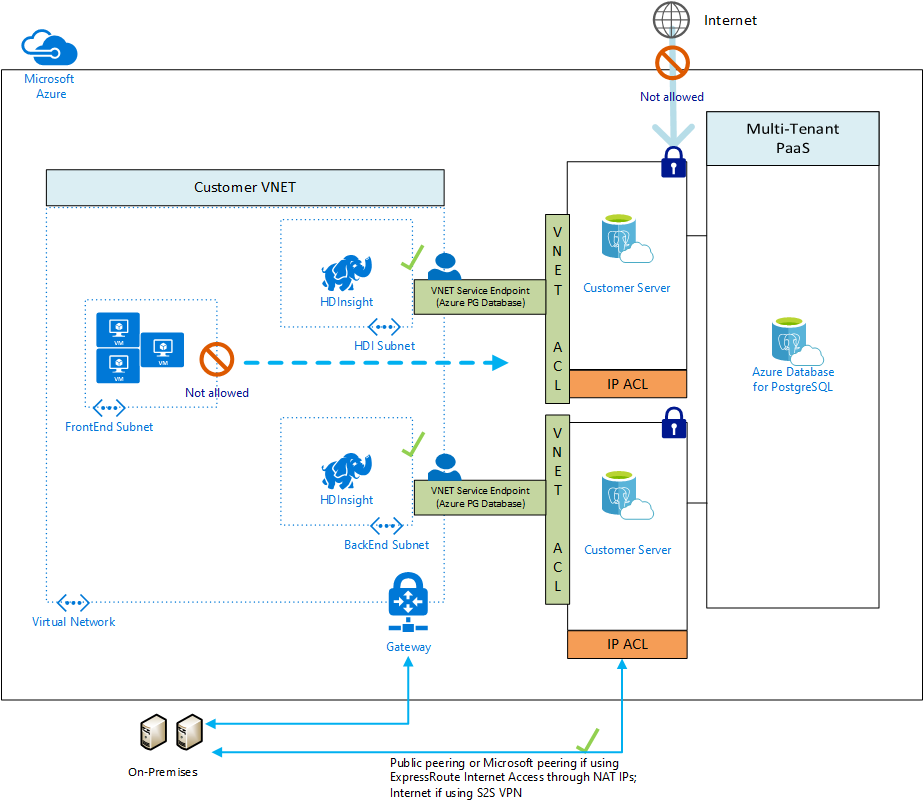 Internet
Microsoft
Azure
Not allowed
Multi-Tenant
PaaS
Customer VNET
V
N
E
T
A
C
L
VNET Service Endpoint
(Azure PG Database)
HDInsight
HDI Subnet
Customer Server
IP ACL
VM
VM
VM
Not allowed
FrontEnd Subnet
Azure Database
for PostgreSQL
V
N
E
T
A
C
L
HDInsight
VNET Service Endpoint
(Azure PG Database)
BackEnd Subnet
Customer Server
IP ACL
Virtual Network
Gateway
On-Premises
Public peering or Microsoft peering if using
ExpressRoute Internet Access through NAT IPs;
Internet if using S2S VPN